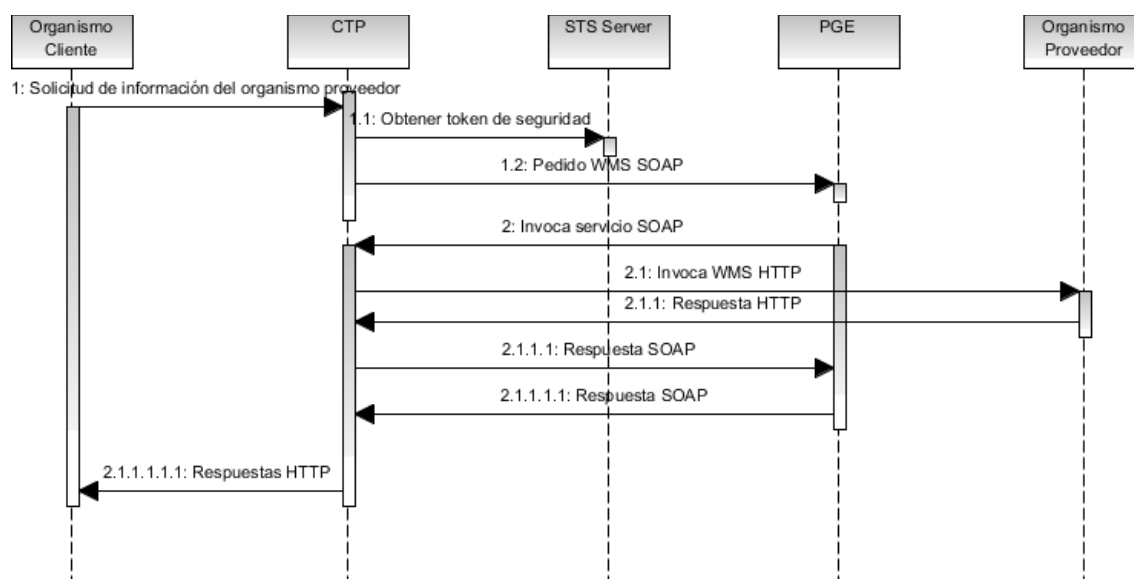 Organismo
Cliente
CTP
STS Server
PGE
Organismo
Proveedor
1: Solicitud de información del organismo proveedor
1.1: Obtener token de seguridad
1.2: Pedido WMS SOAP
2: Invoca servicio SOAP
2.1: Invoca WMS HTTP
2.1.1: Respuesta HTTP
2.1.1.1: Respuesta SOAP
2.1.1.1.1: Respuesta SOAP
2.1.1.1.1.1: Respuestas HTTP